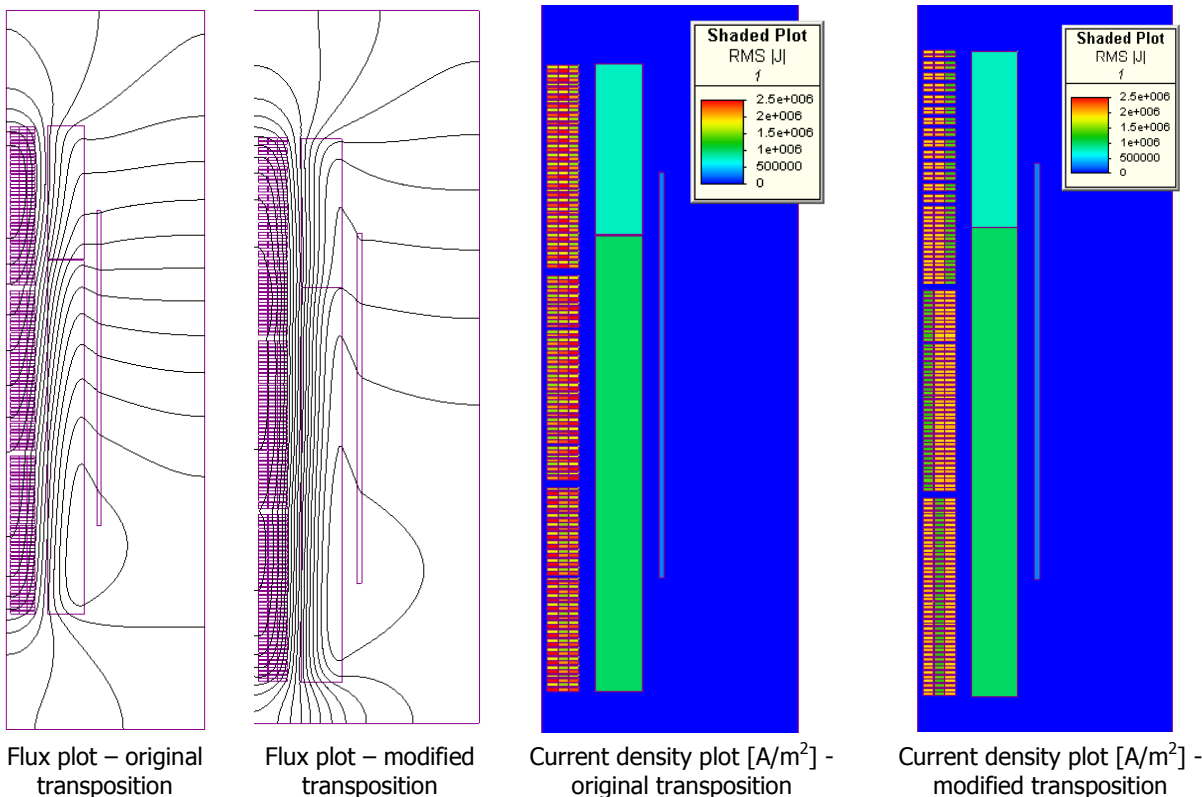 Shaded Plot
RMS |J|
1
2.5e+006
2e+006
1.5e+006
1e+006
500000
0
Shaded Plot
RMS |J|
1
2.5e+006
2e+006
1.5e+006
1e+006
500000
0
Flux plot – original
transposition
Flux plot – modified
transposition
Current density plot [A/m²] -
original transposition
Current density plot [A/m²] -
modified transposition